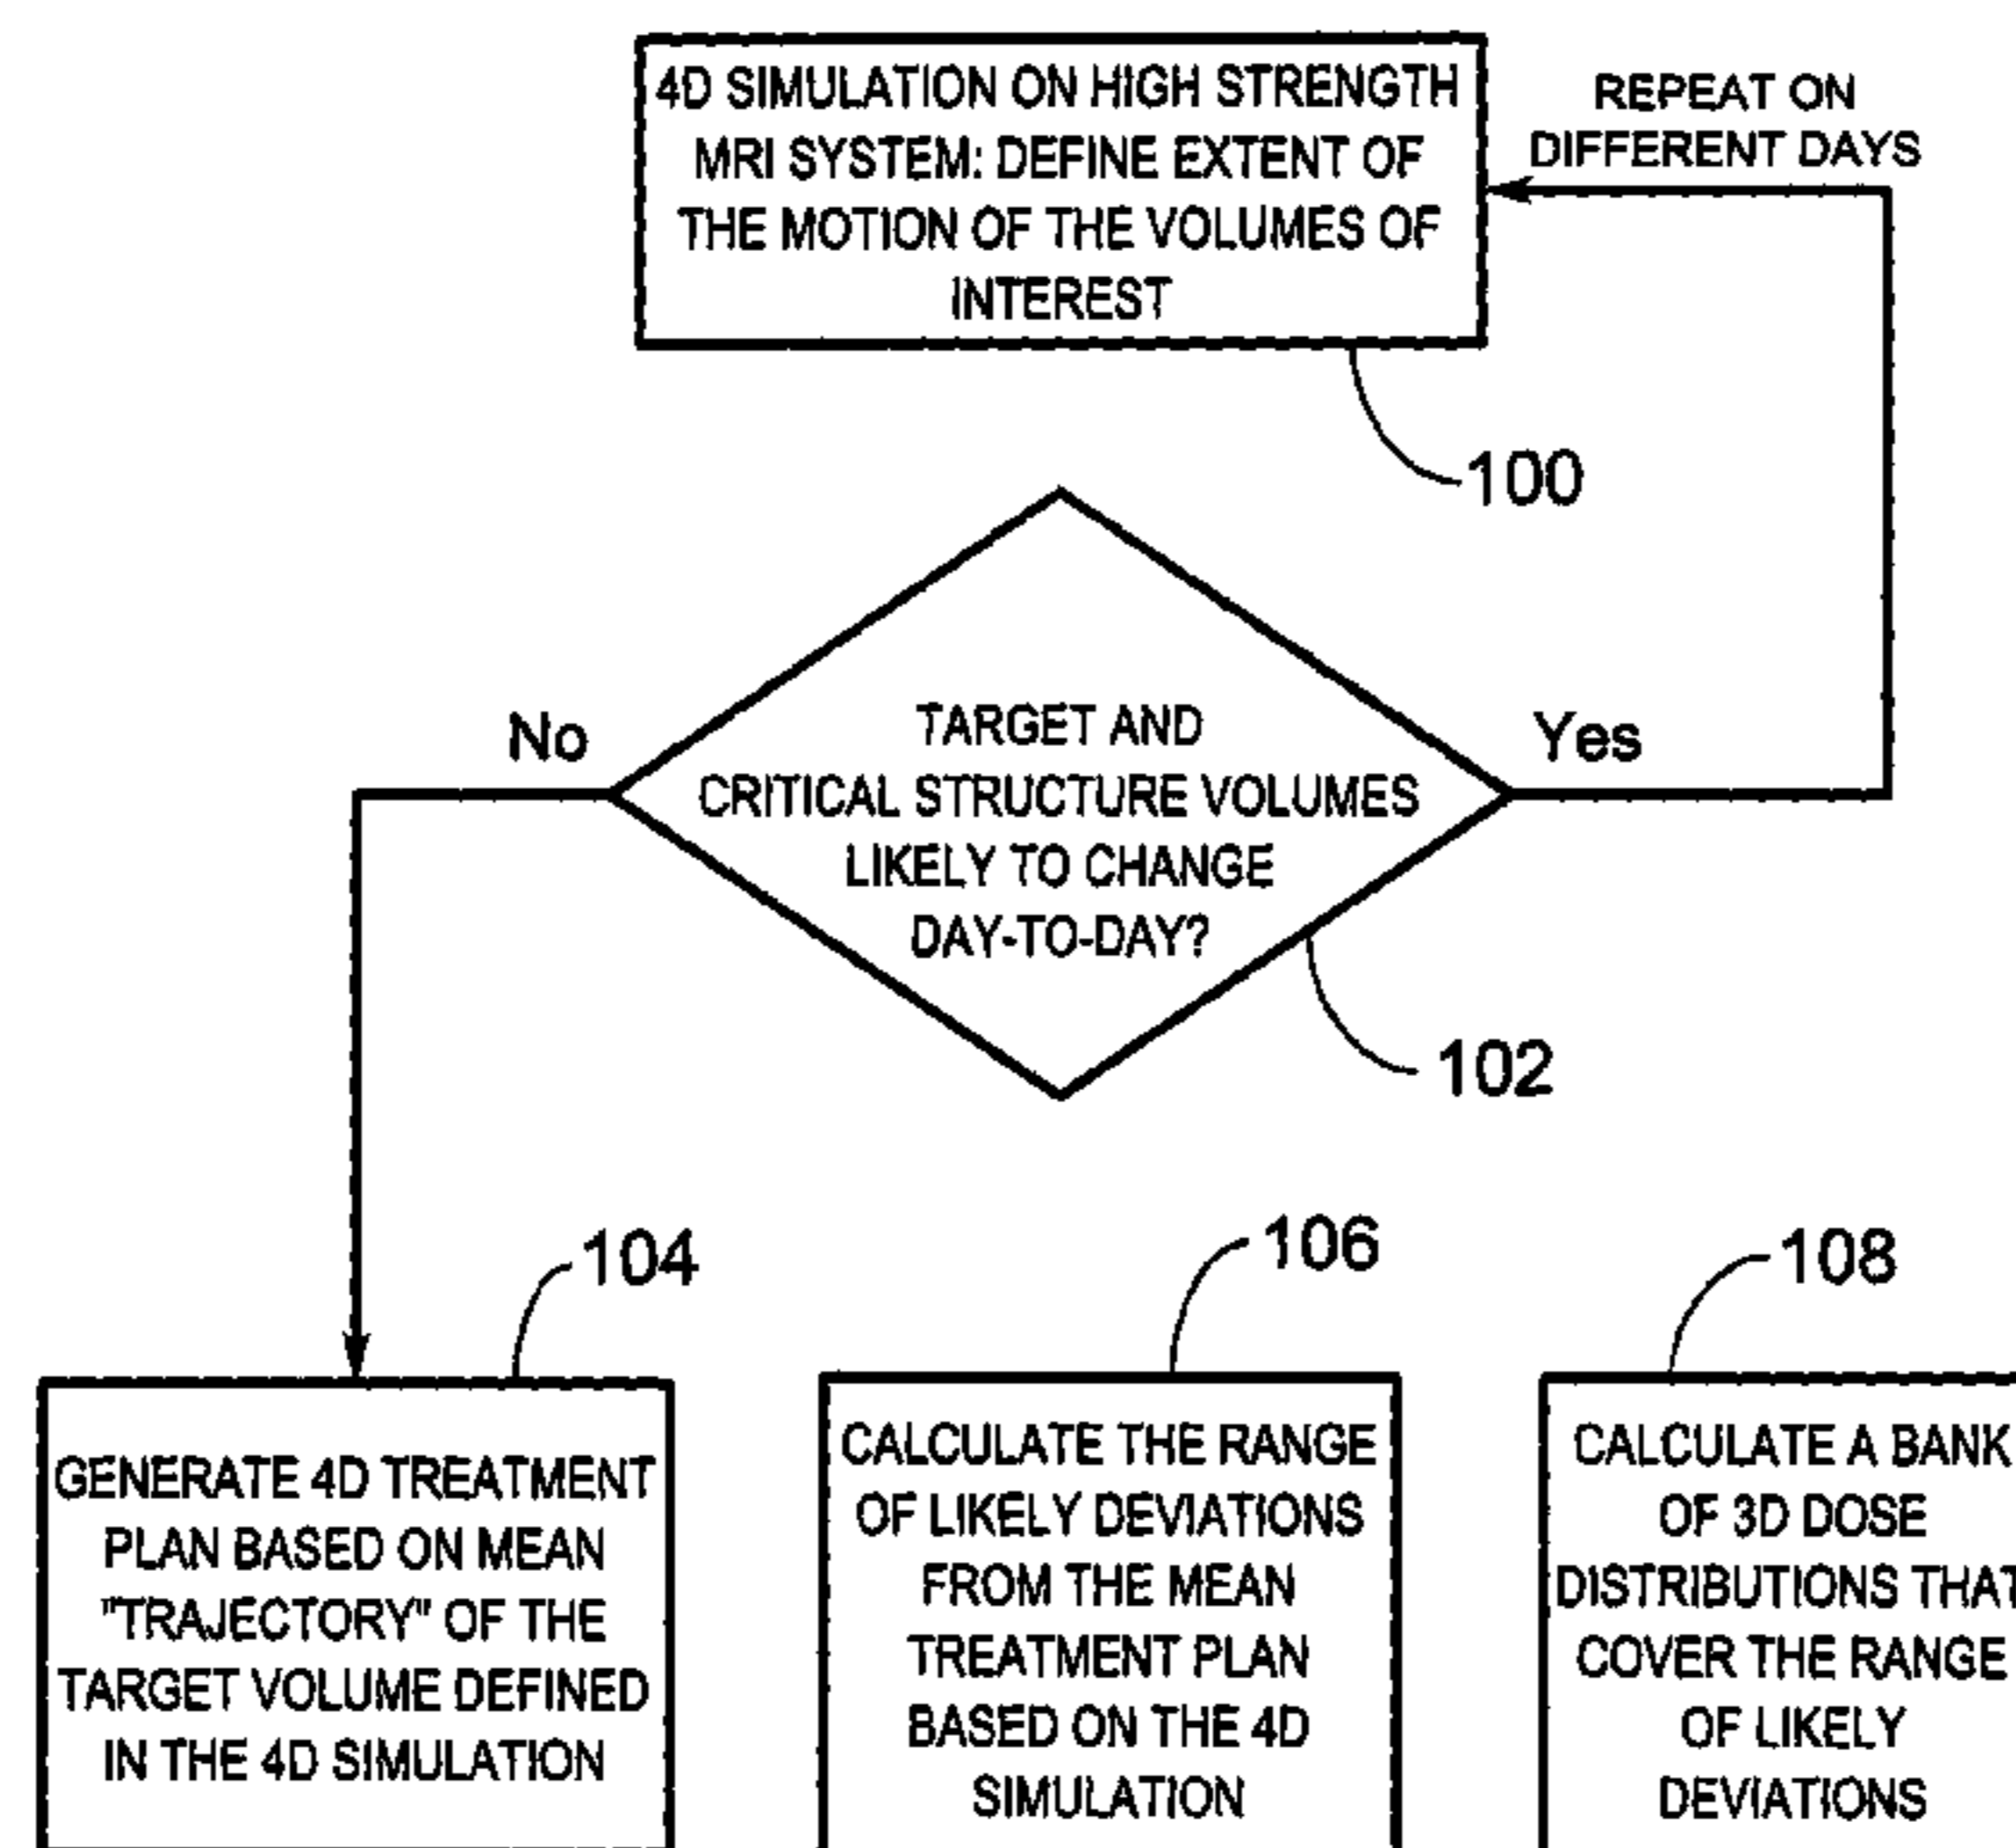 4D SIMULATION ON HIGH STRENGTH
MRI SYSTEM: DEFINE EXTENT OF
THE MOTION OF THE VOLUMES OF
INTEREST
REPEAT ON
DIFFERENT DAYS
100
No
TARGET AND
CRITICAL STRUCTURE VOLUMES
LIKELY TO CHANGE
DAY-TO-DAY?
Yes
102
104
GENERATE 4D TREATMENT
PLAN BASED ON MEAN
"TRAJECTORY" OF THE
TARGET VOLUME DEFINED
IN THE 4D SIMULATION
106
CALCULATE THE RANGE
OF LIKELY DEVIATIONS
FROM THE MEAN
TREATMENT PLAN
BASED ON THE 4D
SIMULATION
108
CALCULATE A BANK
OF 3D DOSE
DISTRIBUTIONS THAT
COVER THE RANGE
OF LIKELY
DEVIATIONS